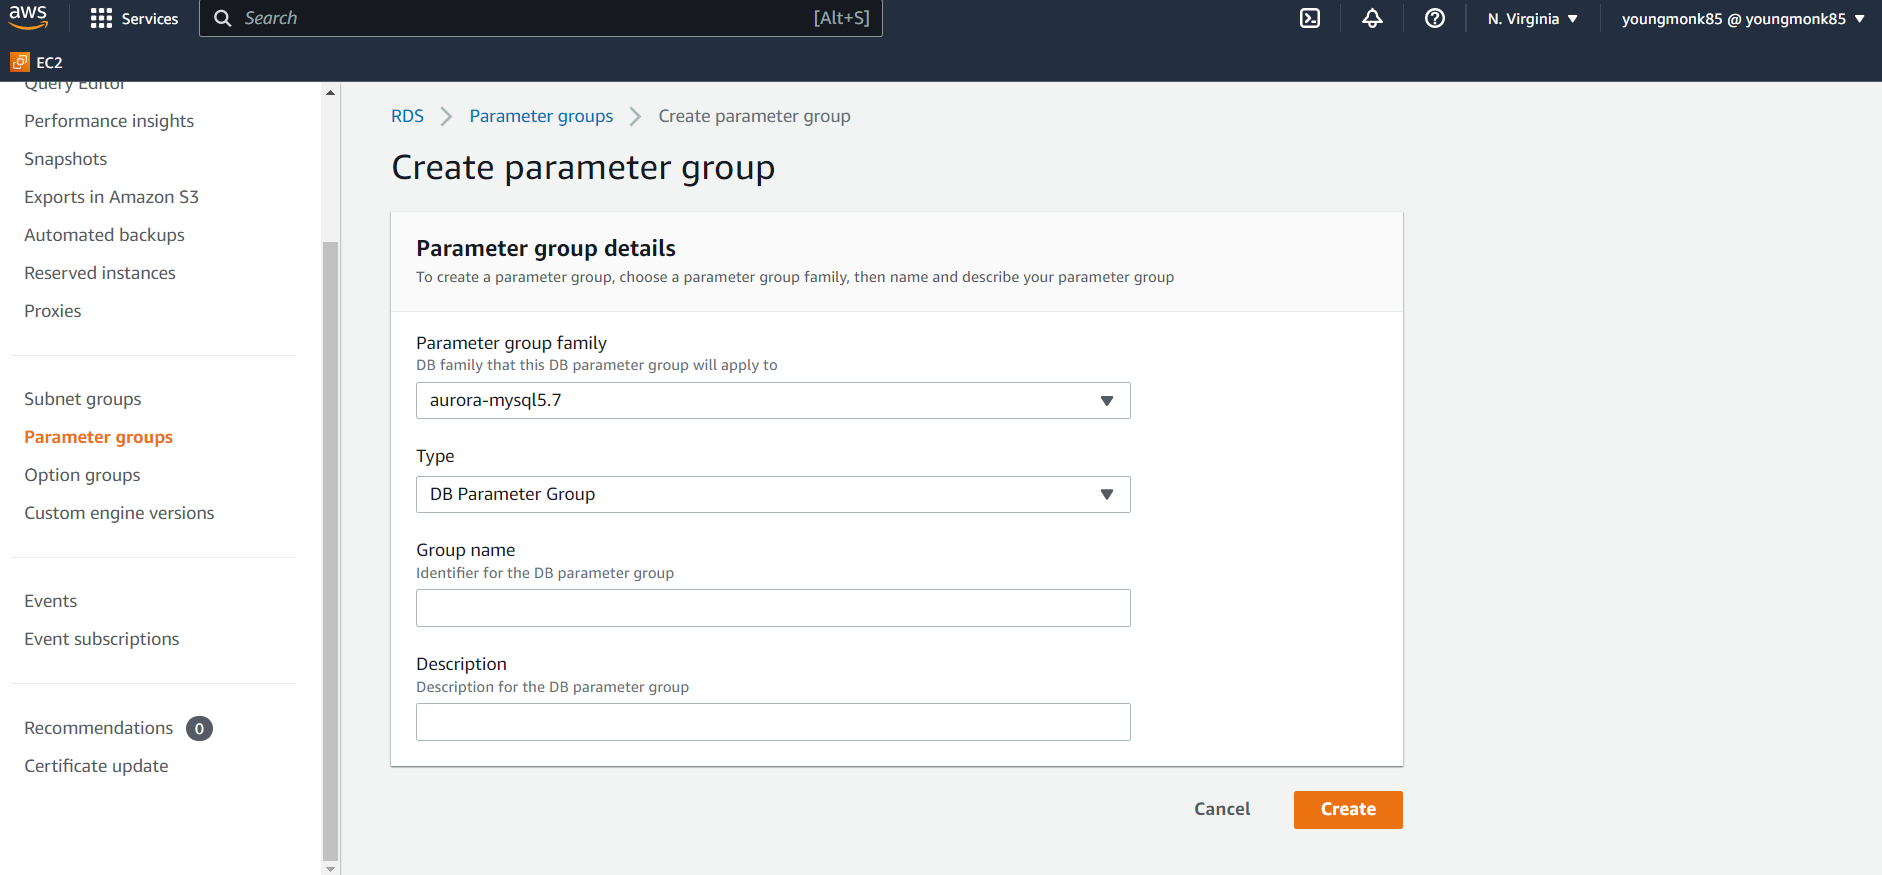 aws
Services
Search
[Alt+S]
N. Virginia
youngmonk85 @ youngmonk85
EC2
Query Editor
Performance insights
Snapshots
Exports in Amazon S3
Automated backups
Reserved instances
Proxies
Subnet groups
Parameter groups
Option groups
Custom engine versions
Events
Event subscriptions
Recommendations 0
Certificate update
RDS
Parameter groups
Create parameter group
Create parameter group
Parameter group details
To create a parameter group, choose a parameter group family, then name and describe your parameter group
Parameter group family
DB family that this DB parameter group will apply to
aurora-mysql5.7
Type
DB Parameter Group
Group name
Identifier for the DB parameter group
Description
Description for the DB parameter group
Cancel
Create